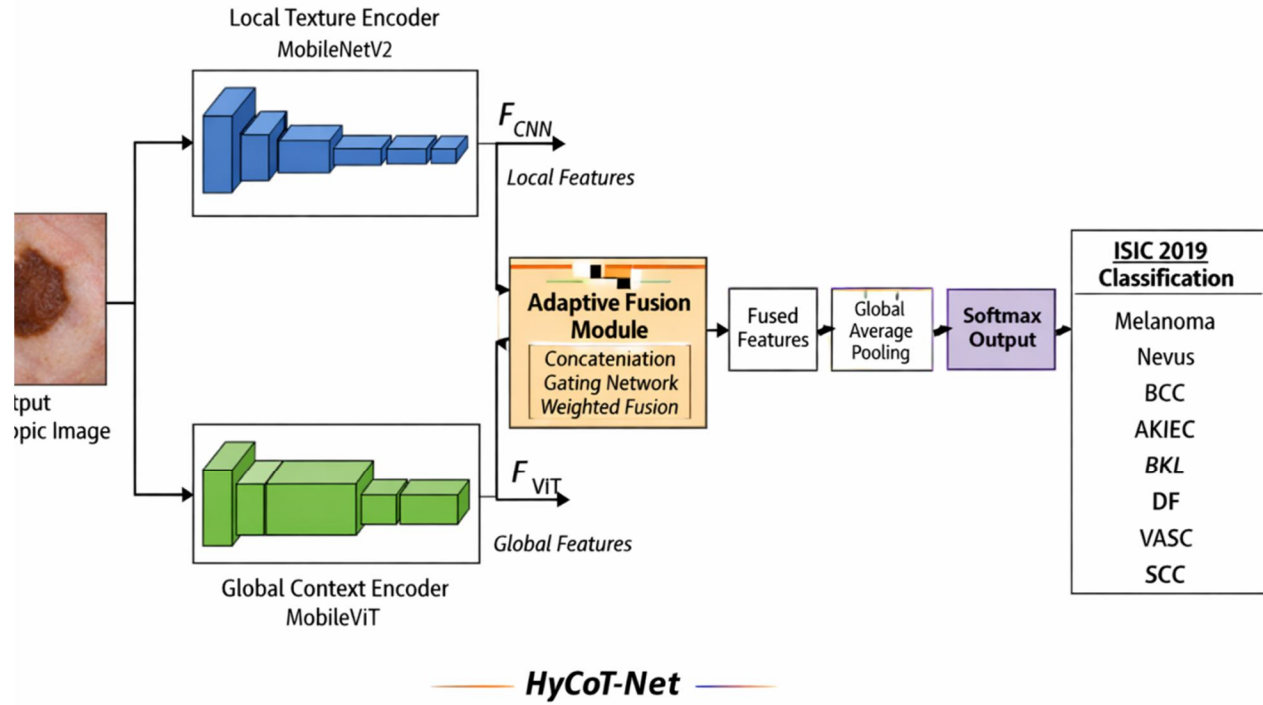 Local Texture Encoder
MobileNetV2
F CNN
Local Features
tput
opic Image
Adaptive Fusion
Module
Concateniation
Gating Network
Weighted Fusion
Fused
Features
Global
Average
Pooling
Softmax
Output
ISIC 2019
Classification
Melanoma
Nevus
BCC
AKIEC
BKL
DF
VASC
SCC
F ViT
Global Features
Global Context Encoder
MobileViT
HyCoT-Net